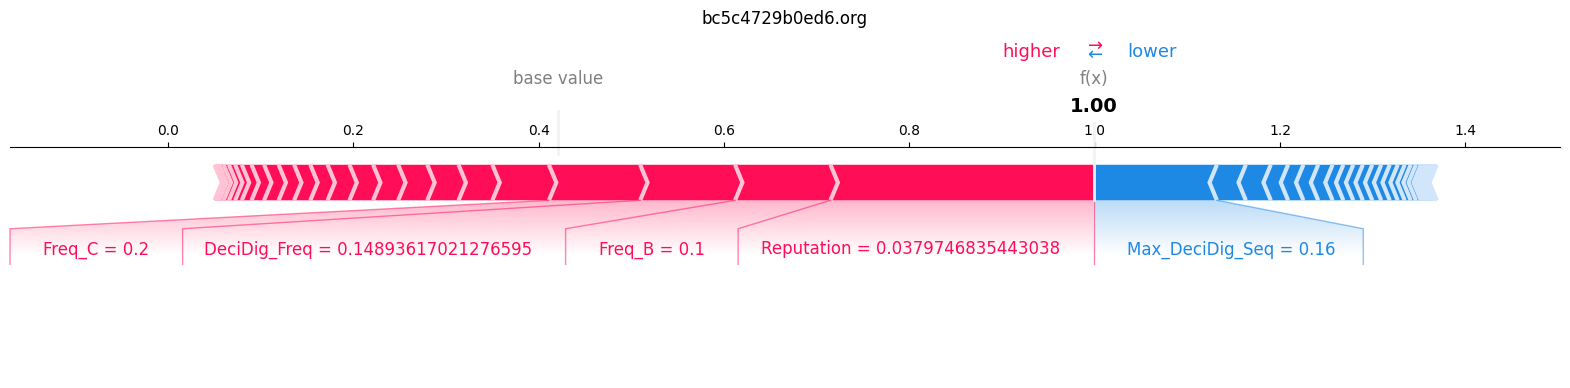 bc5c4729b0ed6.org
higher ⇄ lower
base value f(x)
1.00
0.0 0.2 0.4 0.6 0.8 1.0 1.2 1.4
Freq_C = 0.2 DeciDig_Freq = 0.14893617021276595 Freq_B = 0.1 Reputation = 0.0379746835443038 Max_DeciDig_Seq = 0.16